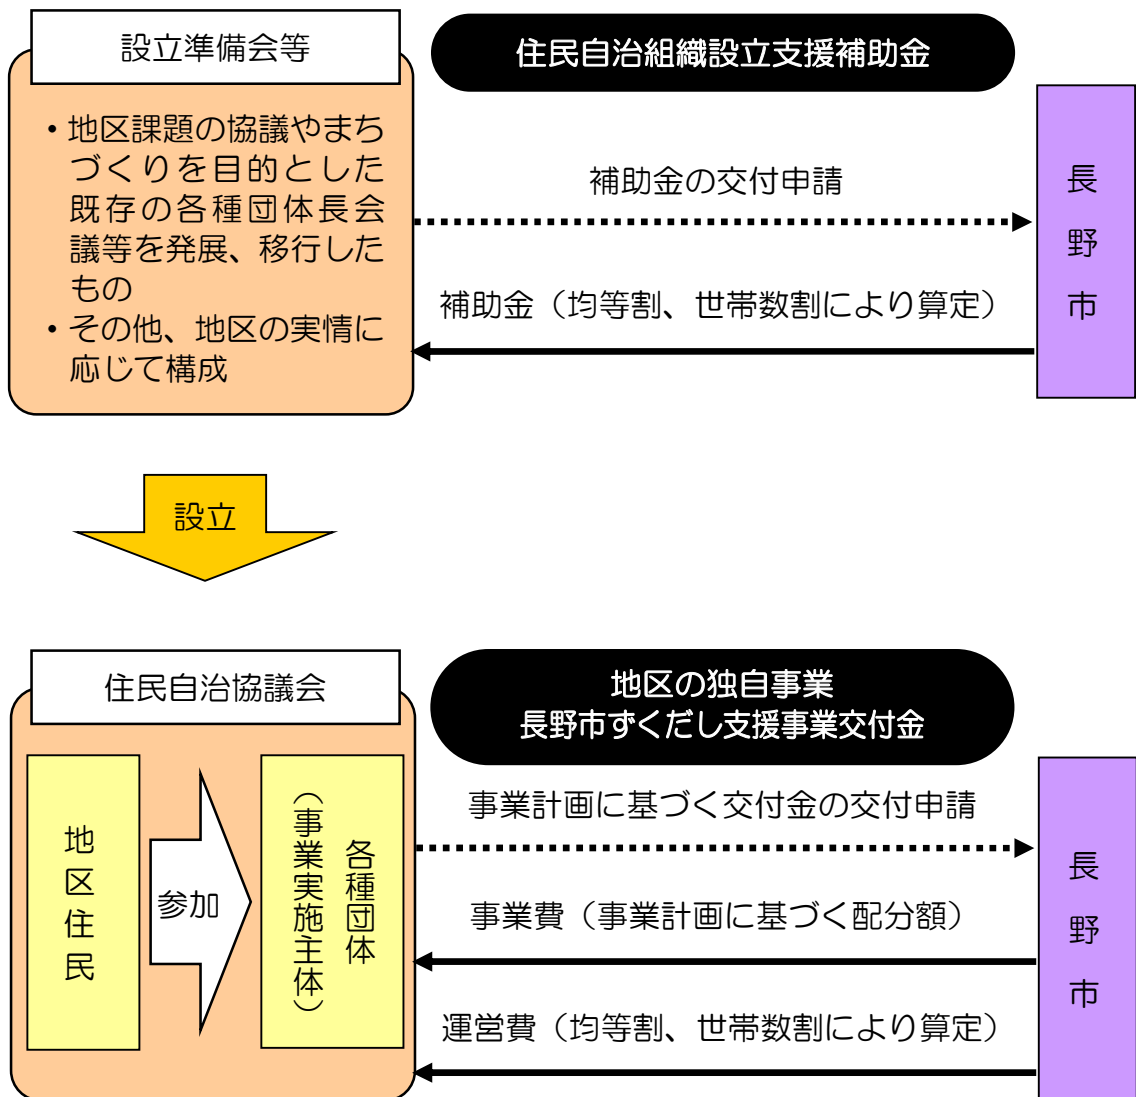 設立準備会等
住民自治組織設立支援補助金
・地区課題の協議やまち
づくりを目的とした
既存の各種団体長会
議等を発展、移行した
もの
・その他、地区の実情に
応じて構成
補助金の交付申請
補助金（均等割、世帯数割により算定）
長野市
設立
住民自治協議会
地区の独自事業
長野市ずくだし支援事業交付金
地区住民
参加
各種団体
（事業実施主体）
事業計画に基づく交付金の交付申請
事業費（事業計画に基づく配分額）
運営費（均等割、世帯数割により算定）
長野市